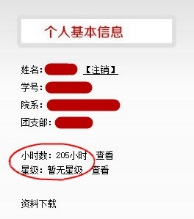 个人基本信息
姓名: 【注销】
学号:
院系:
团支部:
小时数: 205小时 查看
星级: 暂无星级 查看
资料下载